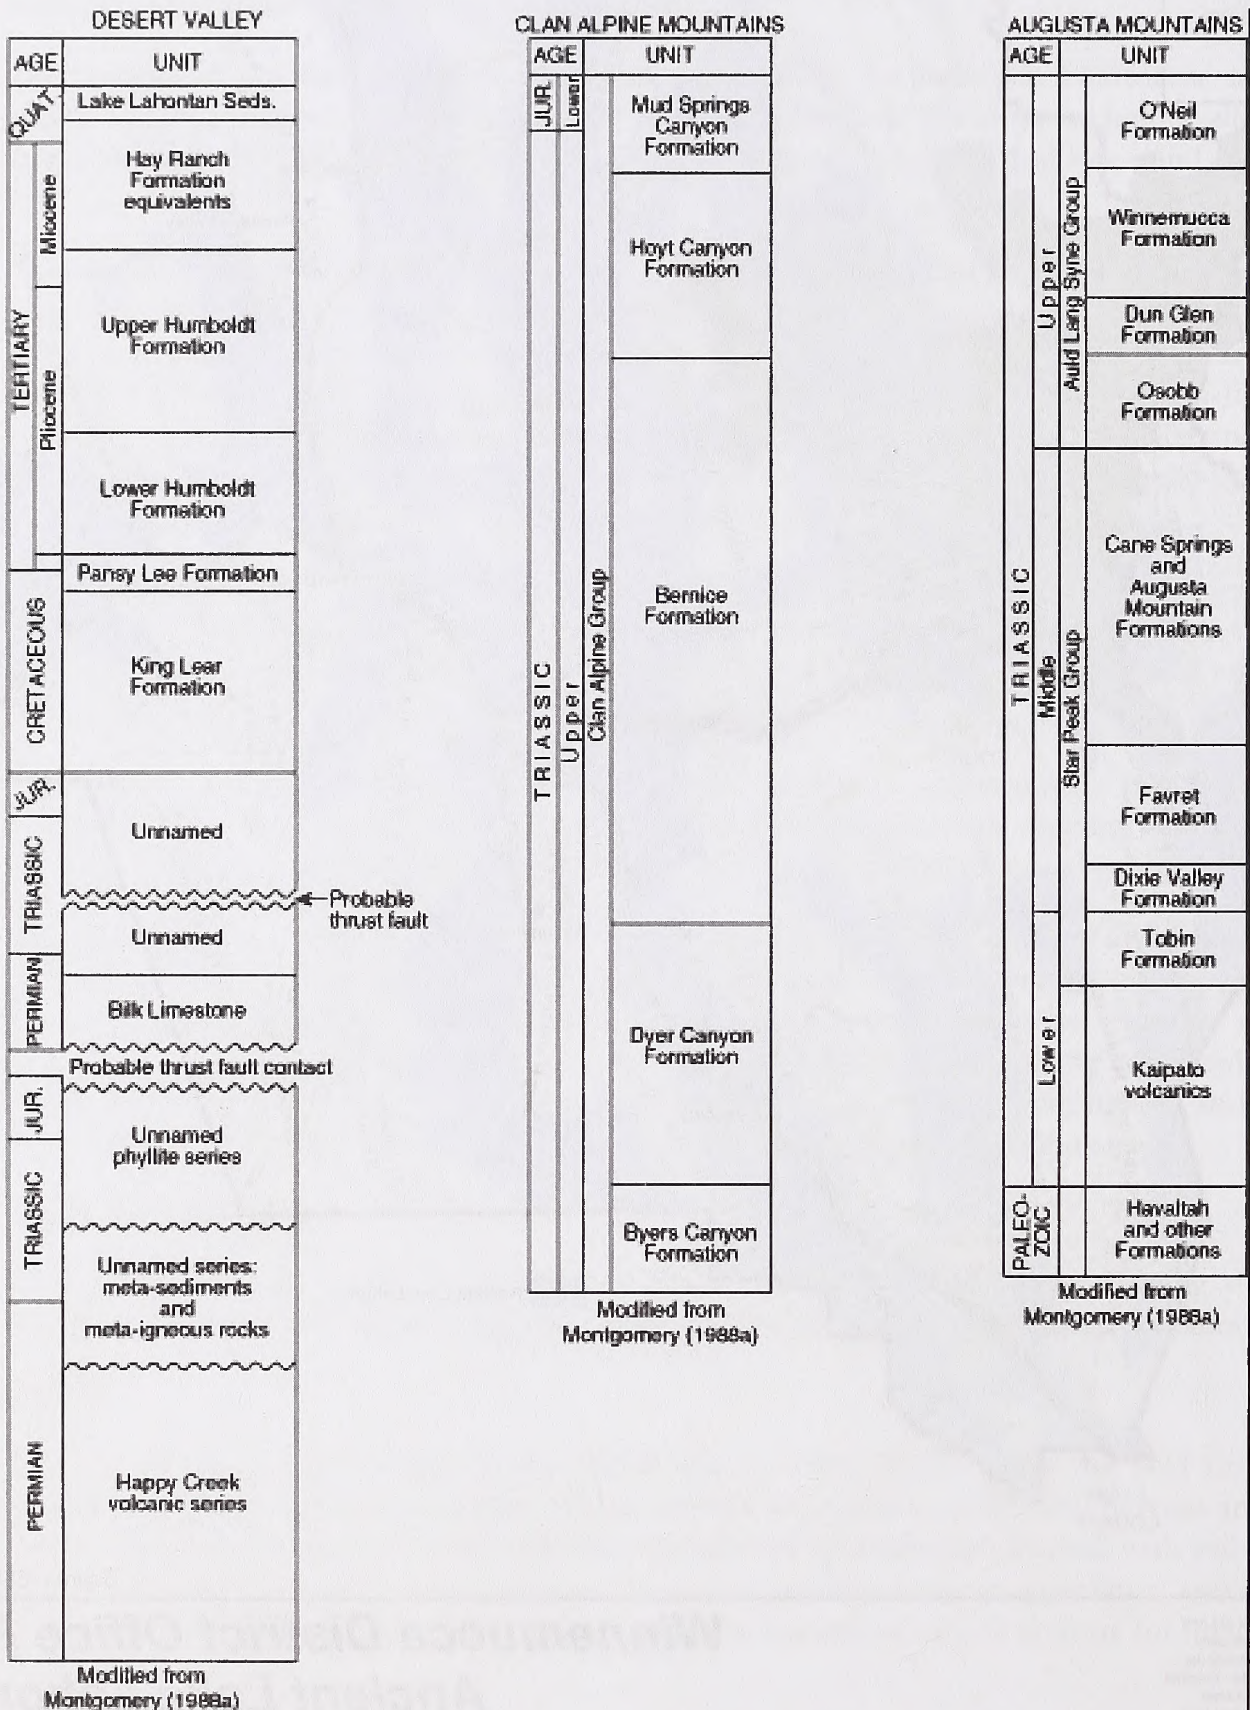 DESERT VALLEY
AGE
UNIT
QUAT.
Lake Lahontan Seds.
TERTIARY
Miocene
Hay Ranch
Formation
equivalents
Pliocene
Upper Humboldt
Formation
Lower Humboldt
Formation
CRETACEOUS
Pansy Lee Formation
King Lear
Formation
JUR.
TRIASSIC
Unnamed
Probable
thrust fault
Unnamed
PERMIAN
Bilk Limestone
Probable thrust fault contact
JUR.
TRIASSIC
Unnamed
phyllite series
Unnamed series:
meta-sediments
and
meta-igneous rocks
PERMIAN
Happy Creek
volcanic series
Modified from
Montgomery (1988a)
CLAN ALPINE MOUNTAINS
AGE
UNIT
JUR.
Lower
TRIASSIC
Upper
Clan Alpine Group
Mud Springs
Canyon
Formation
Hoyt Canyon
Formation
Bernice
Formation
Dyer Canyon
Formation
Byers Canyon
Formation
Modified from
Montgomery (1988a)
AUGUSTA MOUNTAINS
AGE
UNIT
TRIASSIC
Upper
Auld Lang Syne Group
O'Neil
Formation
Winnemucca
Formation
Dun Glen
Formation
Osobb
Formation
Middle
Star Peak Group
Cane Springs
and
Augusta
Mountain
Formations
Favret
Formation
Dixie Valley
Formation
Lower
Tobin
Formation
Kaipato
volcanics
PALEO-
ZOIC
Havaltah
and other
Formations
Modified from
Montgomery (1988a)
Winnemucca District Office